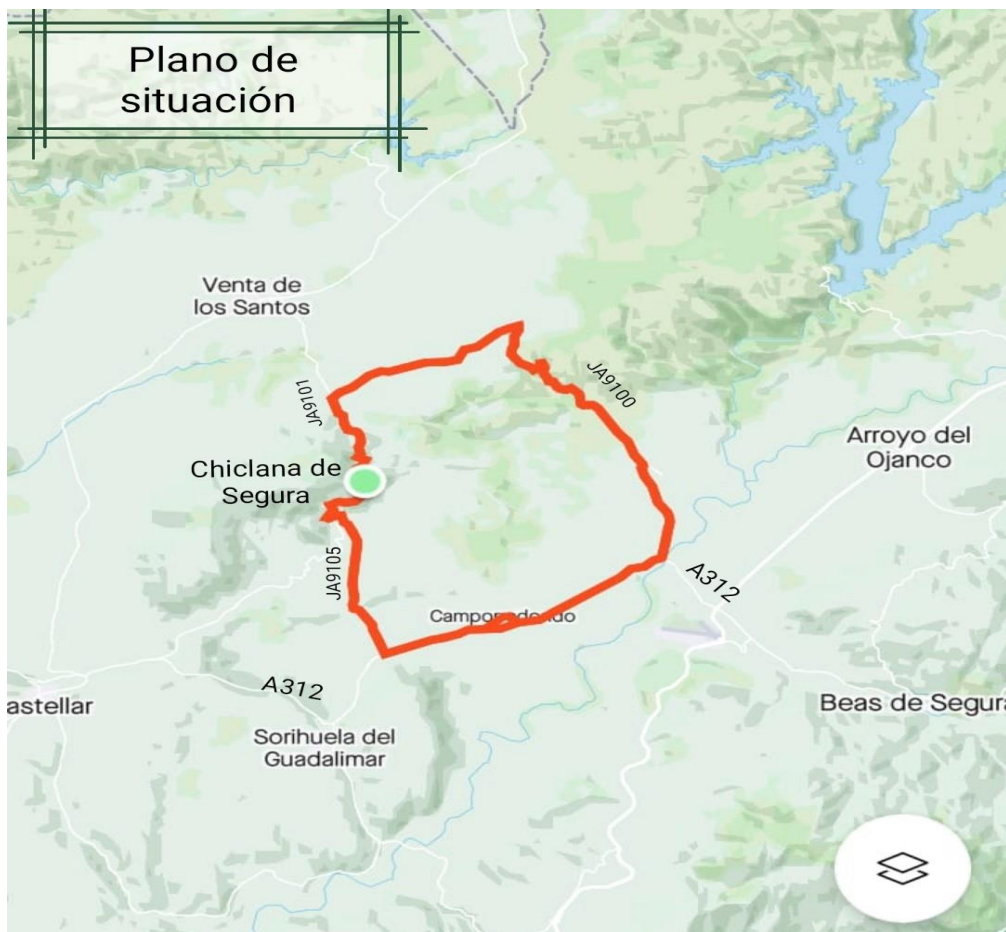 Plano de
situación
Venta de
los Santos
JA9101
JA9100
Arroyo del
Ojanco
Chiclana de
Segura
JA9105
A312
A312
astellar
Beas de Segura
Sorihuela del
Guadalimar